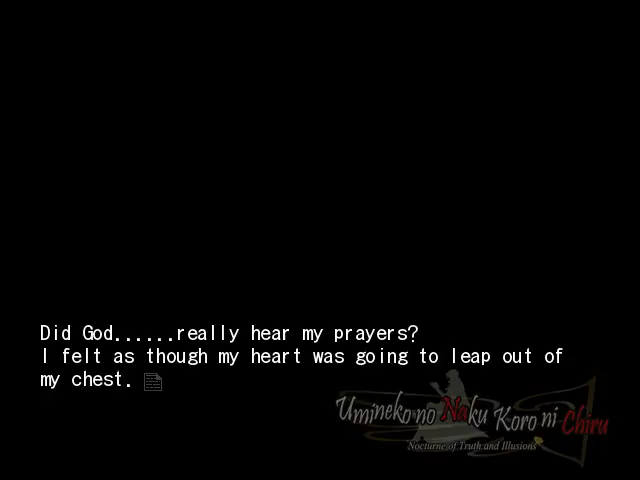 Did God......really hear my prayers?
I felt as though my heart was going to leap out of
my chest.
Umineko no Naku Koro ni Chiru
Nocturne of Truth and Illusions